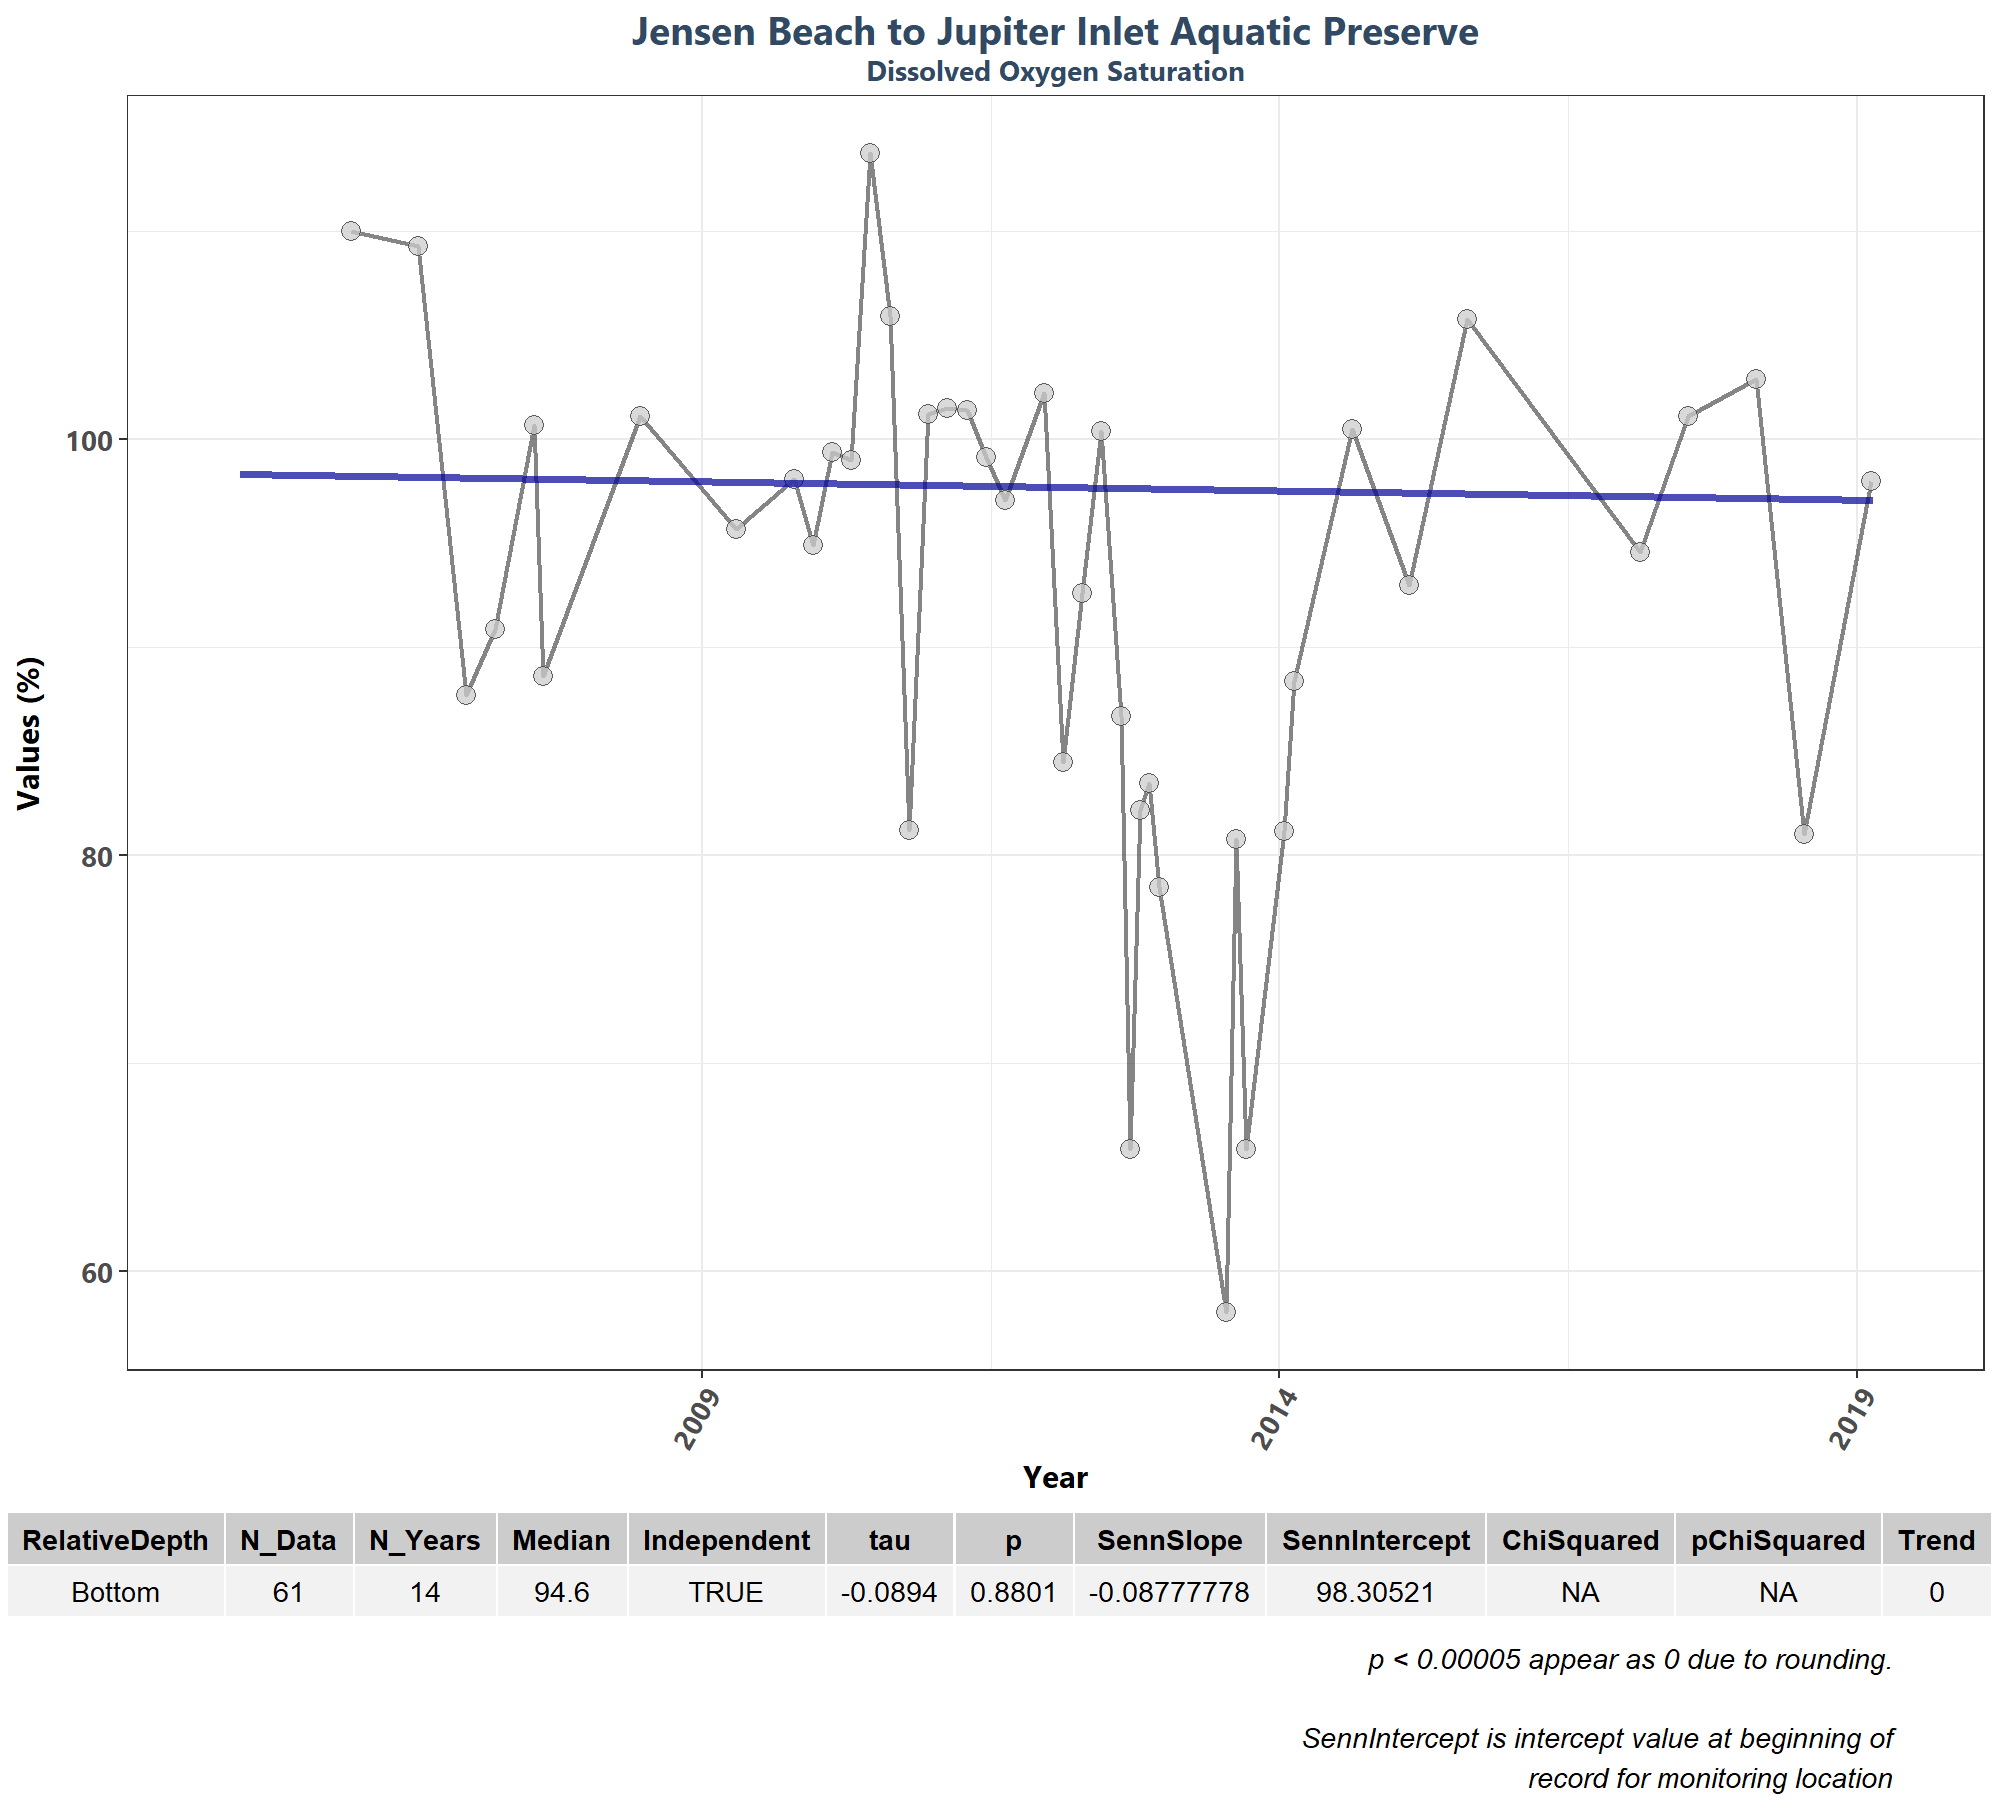 Jensen Beach to Jupiter Inlet Aquatic Preserve
Dissolved Oxygen Saturation
Values (%)
100
80
60
2009
2014
2019
Year
RelativeDepth N_Data N_Years Median Independent tau p SennSlope SennIntercept ChiSquared pChiSquared Trend
Bottom 61 14 94.6 TRUE -0.0894 0.8801 -0.08777778 98.30521 NA NA 0
p < 0.00005 appear as 0 due to rounding.
SennIntercept is intercept value at beginning of
record for monitoring location